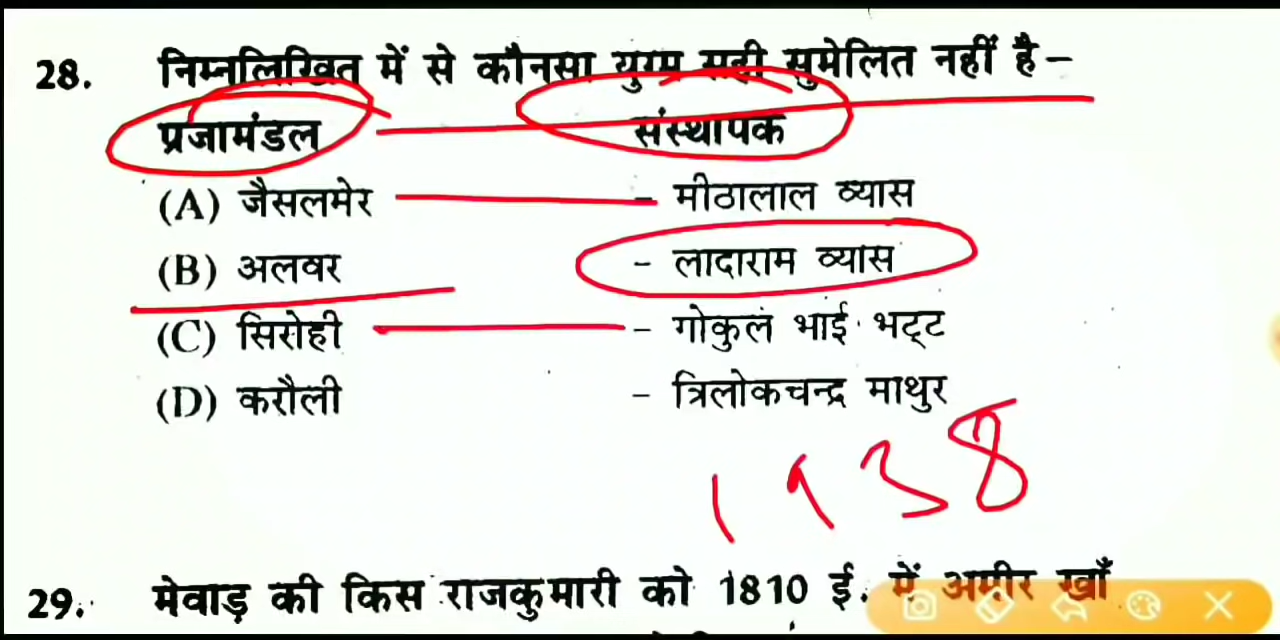 28. निम्नलिखित में से कौनसा युग्म सही सुमेलित नहीं है –
प्रजामंडल संस्थापक
(A) जैसलमेर - मीठालाल व्यास
(B) अलवर - लादाराम व्यास
(C) सिरोही - गोकुल भाई भट्ट
(D) करौली - त्रिलोकचन्द्र माथुर
1938
29. मेवाड़ की किस राजकुमारी को 1810 ई. में अमीर खाँ